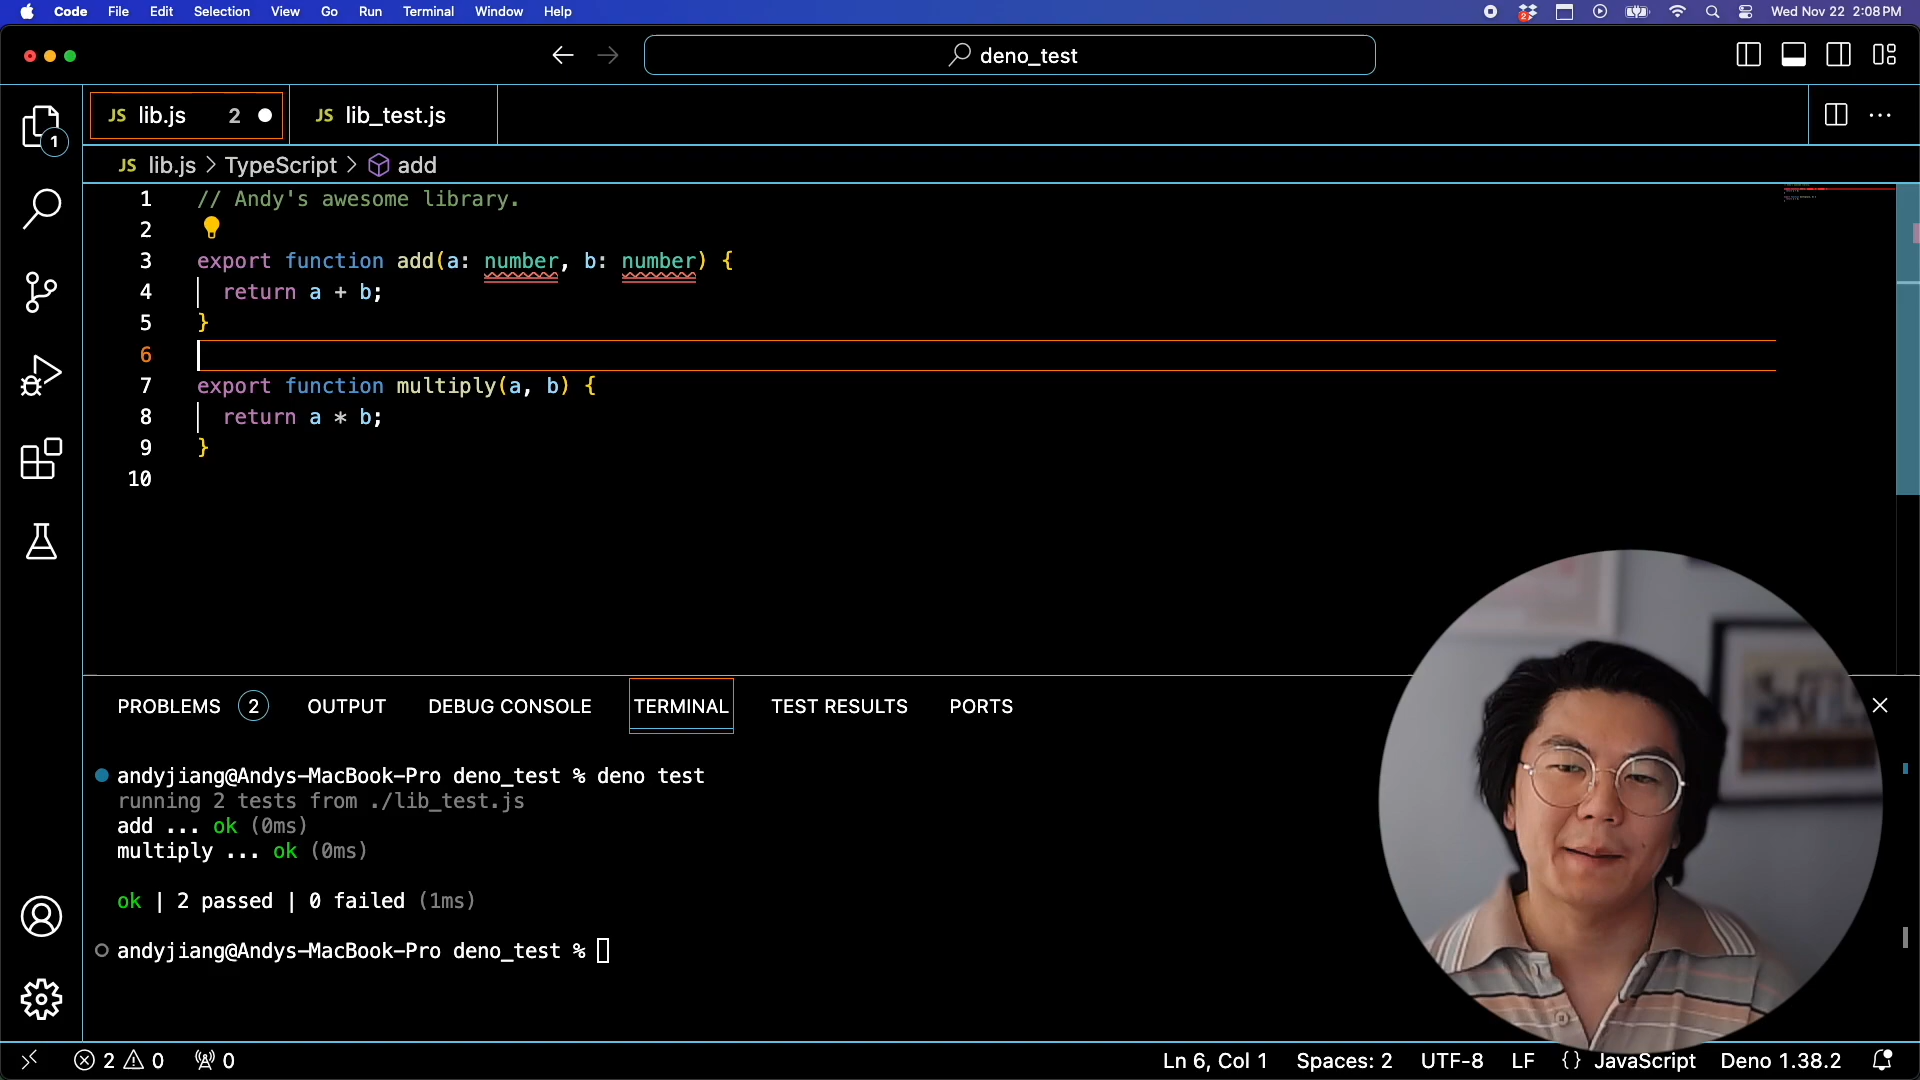 Code File Edit Selection View Go Run Terminal Window Help
2
Wed Nov 22 2:08 PM
deno_test
JS lib.js 2
JS lib_test.js
1
JS lib.js > TypeScript > add
1 // Andy's awesome library.
2
3 export function add(a: number, b: number) {
4 return a + b;
5 }
6
7 export function multiply(a, b) {
8 return a * b;
9 }
10
PROBLEMS 2 OUTPUT DEBUG CONSOLE TERMINAL TEST RESULTS PORTS
andyjiang@Andys-MacBook-Pro deno_test % deno test
running 2 tests from ./lib_test.js
add ... ok (0ms)
multiply ... ok (0ms)
ok | 2 passed | 0 failed (1ms)
andyjiang@Andys-MacBook-Pro deno_test %
2 0 0
Ln 6, Col 1 Spaces: 2 UTF-8 LF {} JavaScript Deno 1.38.2